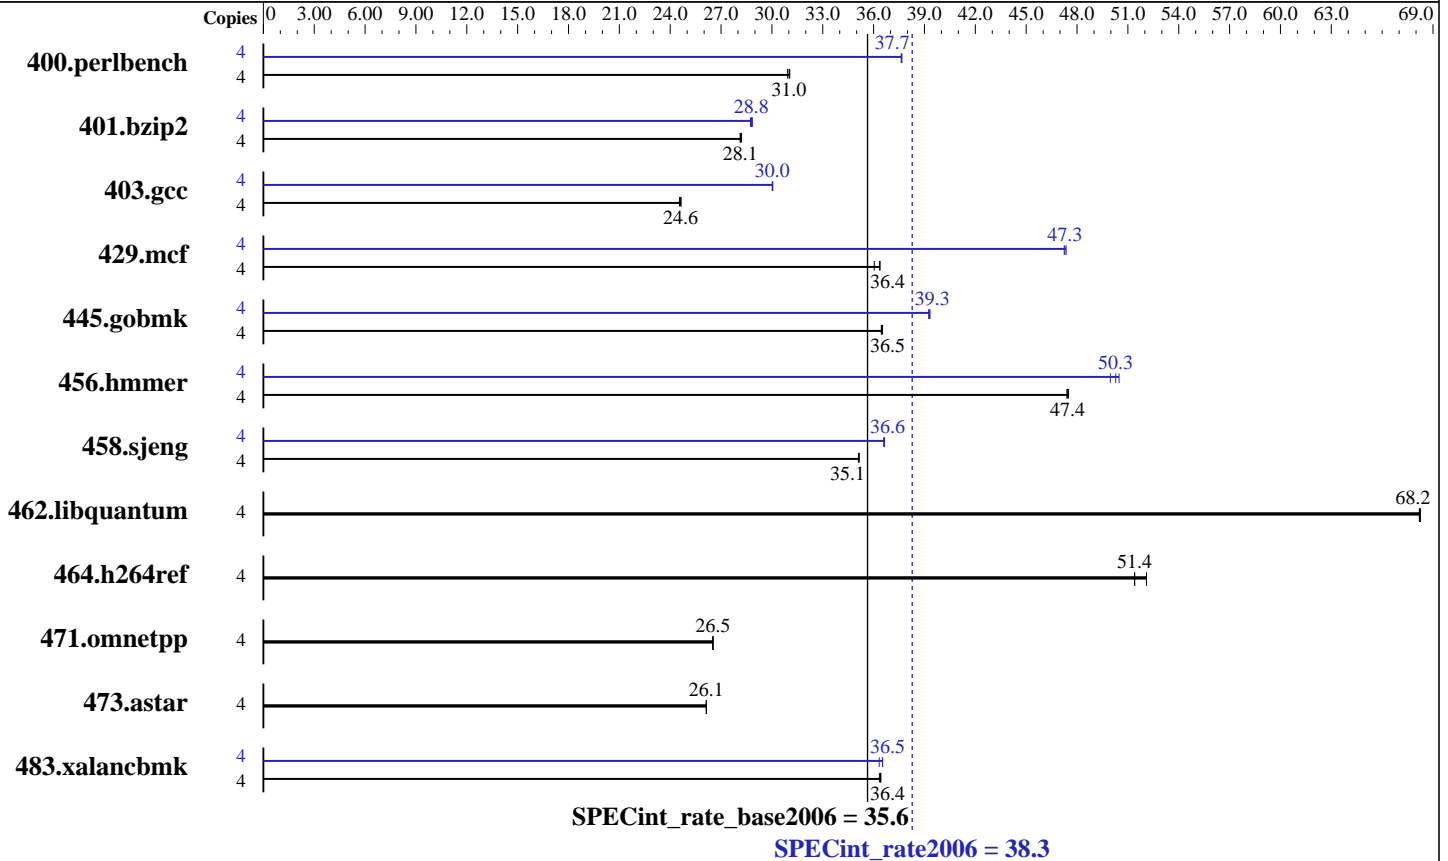 Copies 0 3.00 6.00 9.00 12.0 15.0 18.0 21.0 24.0 27.0 30.0 33.0 36.0 39.0 42.0 45.0 48.0 51.0 54.0 57.0 60.0 63.0 69.0
400.perlbench
4 37.7
4 31.0
401.bzip2
4 28.8
4 28.1
403.gcc
4 30.0
4 24.6
429.mcf
4 47.3
4 36.4
445.gobmk
4 39.3
4 36.5
456.hmmer
4 50.3
4 47.4
458.sjeng
4 36.6
4 35.1
462.libquantum 4 68.2
464.h264ref 4 51.4
471.omnetpp 4 26.5
473.astar 4 26.1
483.xalancbmk
4 36.5
4 36.4
SPECint_rate_base2006 = 35.6
SPECint_rate2006 = 38.3